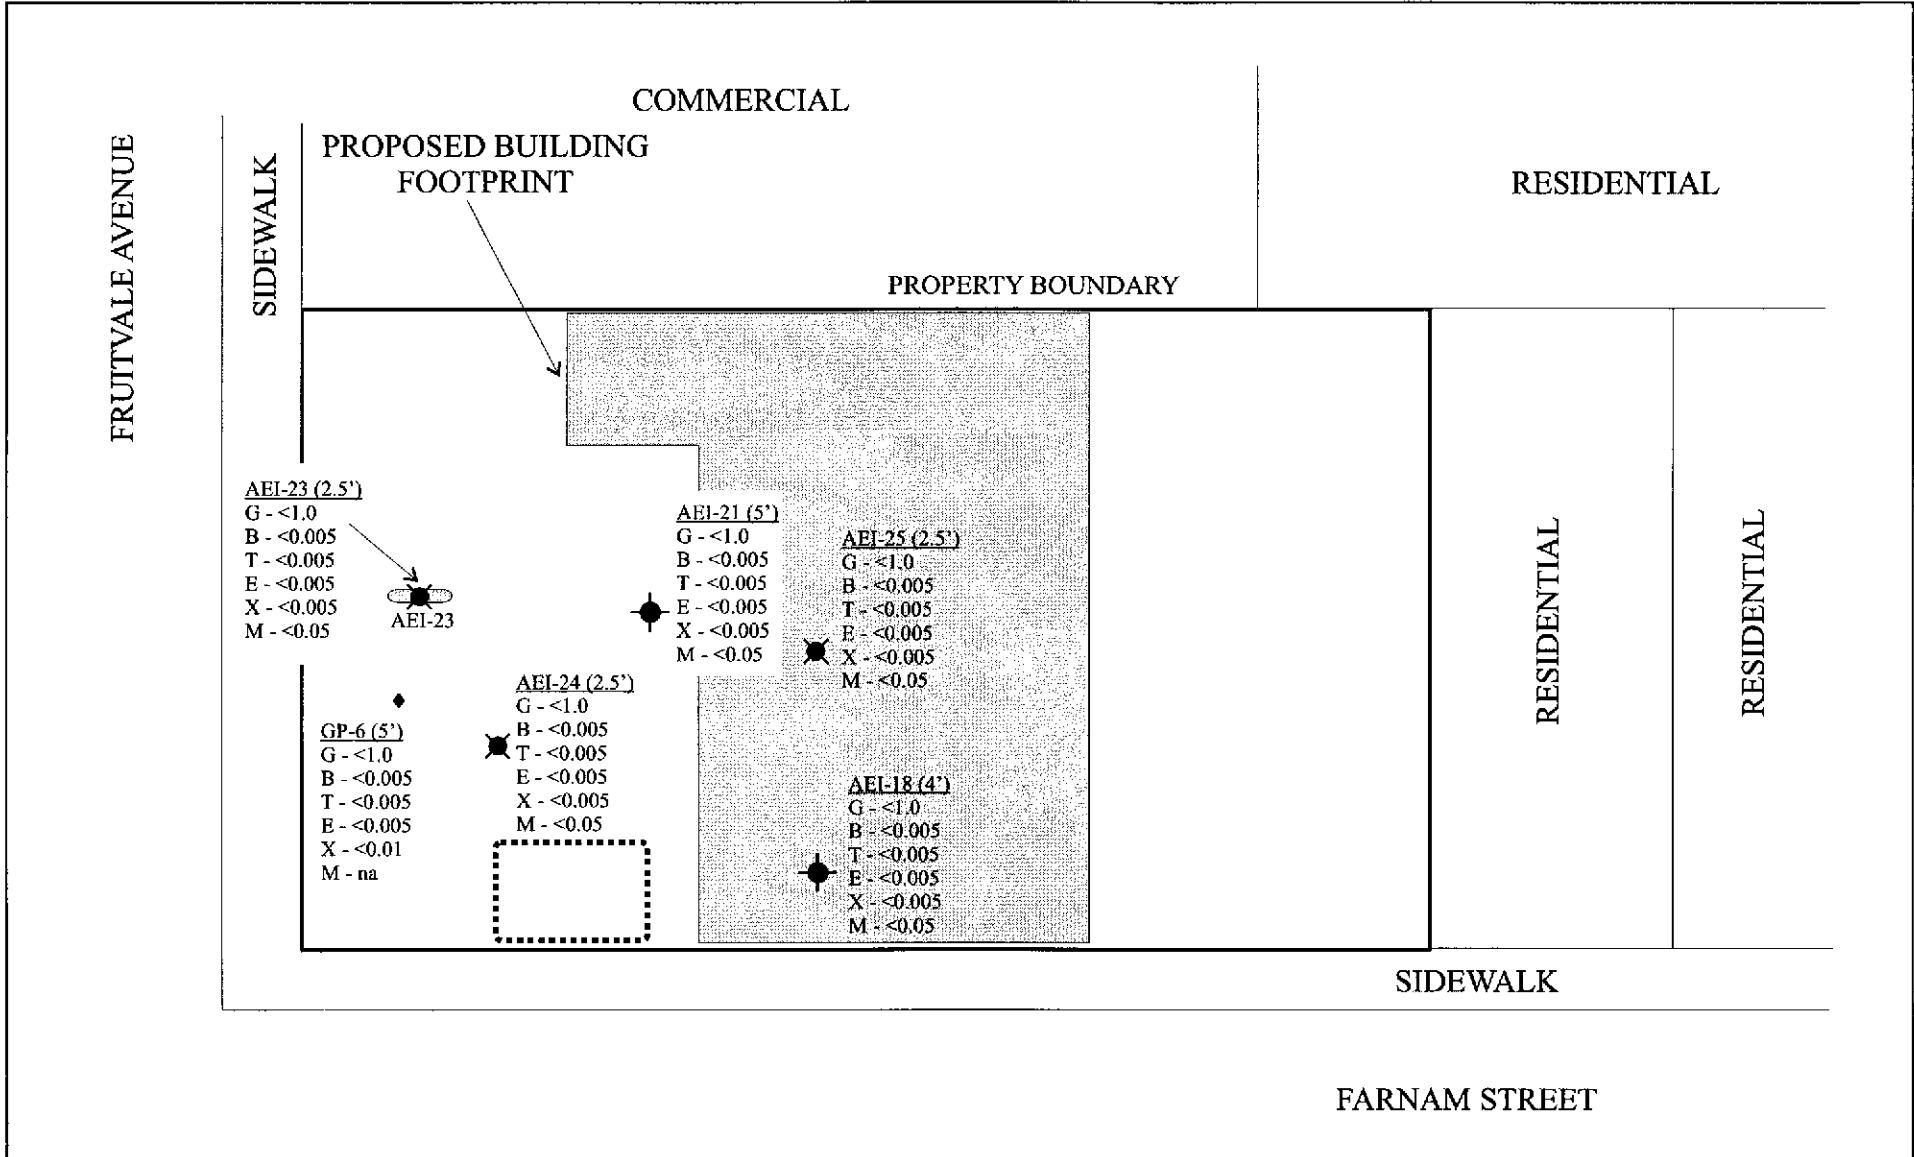 COMMERCIAL
PROPOSED BUILDING
FOOTPRINT
RESIDENTIAL
FRUITVALE AVENUE
SIDEWALK
PROPERTY BOUNDARY
AEI-23 (2.5')
G - <1.0
B - <0.005
T - <0.005
E - <0.005
X - <0.005
M - <0.05
AEI-23
AEI-21 (5')
G - <1.0
B - <0.005
T - <0.005
E - <0.005
X - <0.005
M - <0.05
AEI-25 (2.5')
G - <1.0
B - <0.005
T - <0.005
E - <0.005
X - <0.005
M - <0.05
AEI-24 (2.5')
G - <1.0
B - <0.005
T - <0.005
E - <0.005
X - <0.005
M - <0.05
GP-6 (5')
G - <1.0
B - <0.005
T - <0.005
E - <0.005
X - <0.01
M - na
AEI-18 (4')
G - <1.0
B - <0.005
T - <0.005
E - <0.005
X - <0.005
M - <0.05
RESIDENTIAL
RESIDENTIAL
SIDEWALK
FARNAM STREET